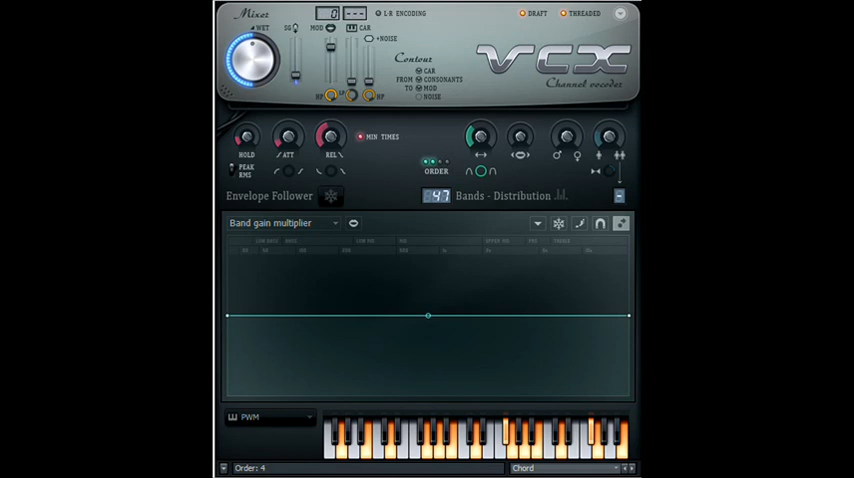 Mixer
0 ---
L-R ENCODING
DRAFT
THREADED
WET
SG
MOD
CAR
+NOISE
Contour
CAR
FROM CONSONANTS
TO MOD
NOISE
HP
LP
HP
VCX
Channel vocoder
HOLD
ATT
REL
MIN TIMES
PEAK
RMS
ORDER
Envelope Follower
47 Bands - Distribution
Band gain multiplier
PWM
Order: 4
Chord